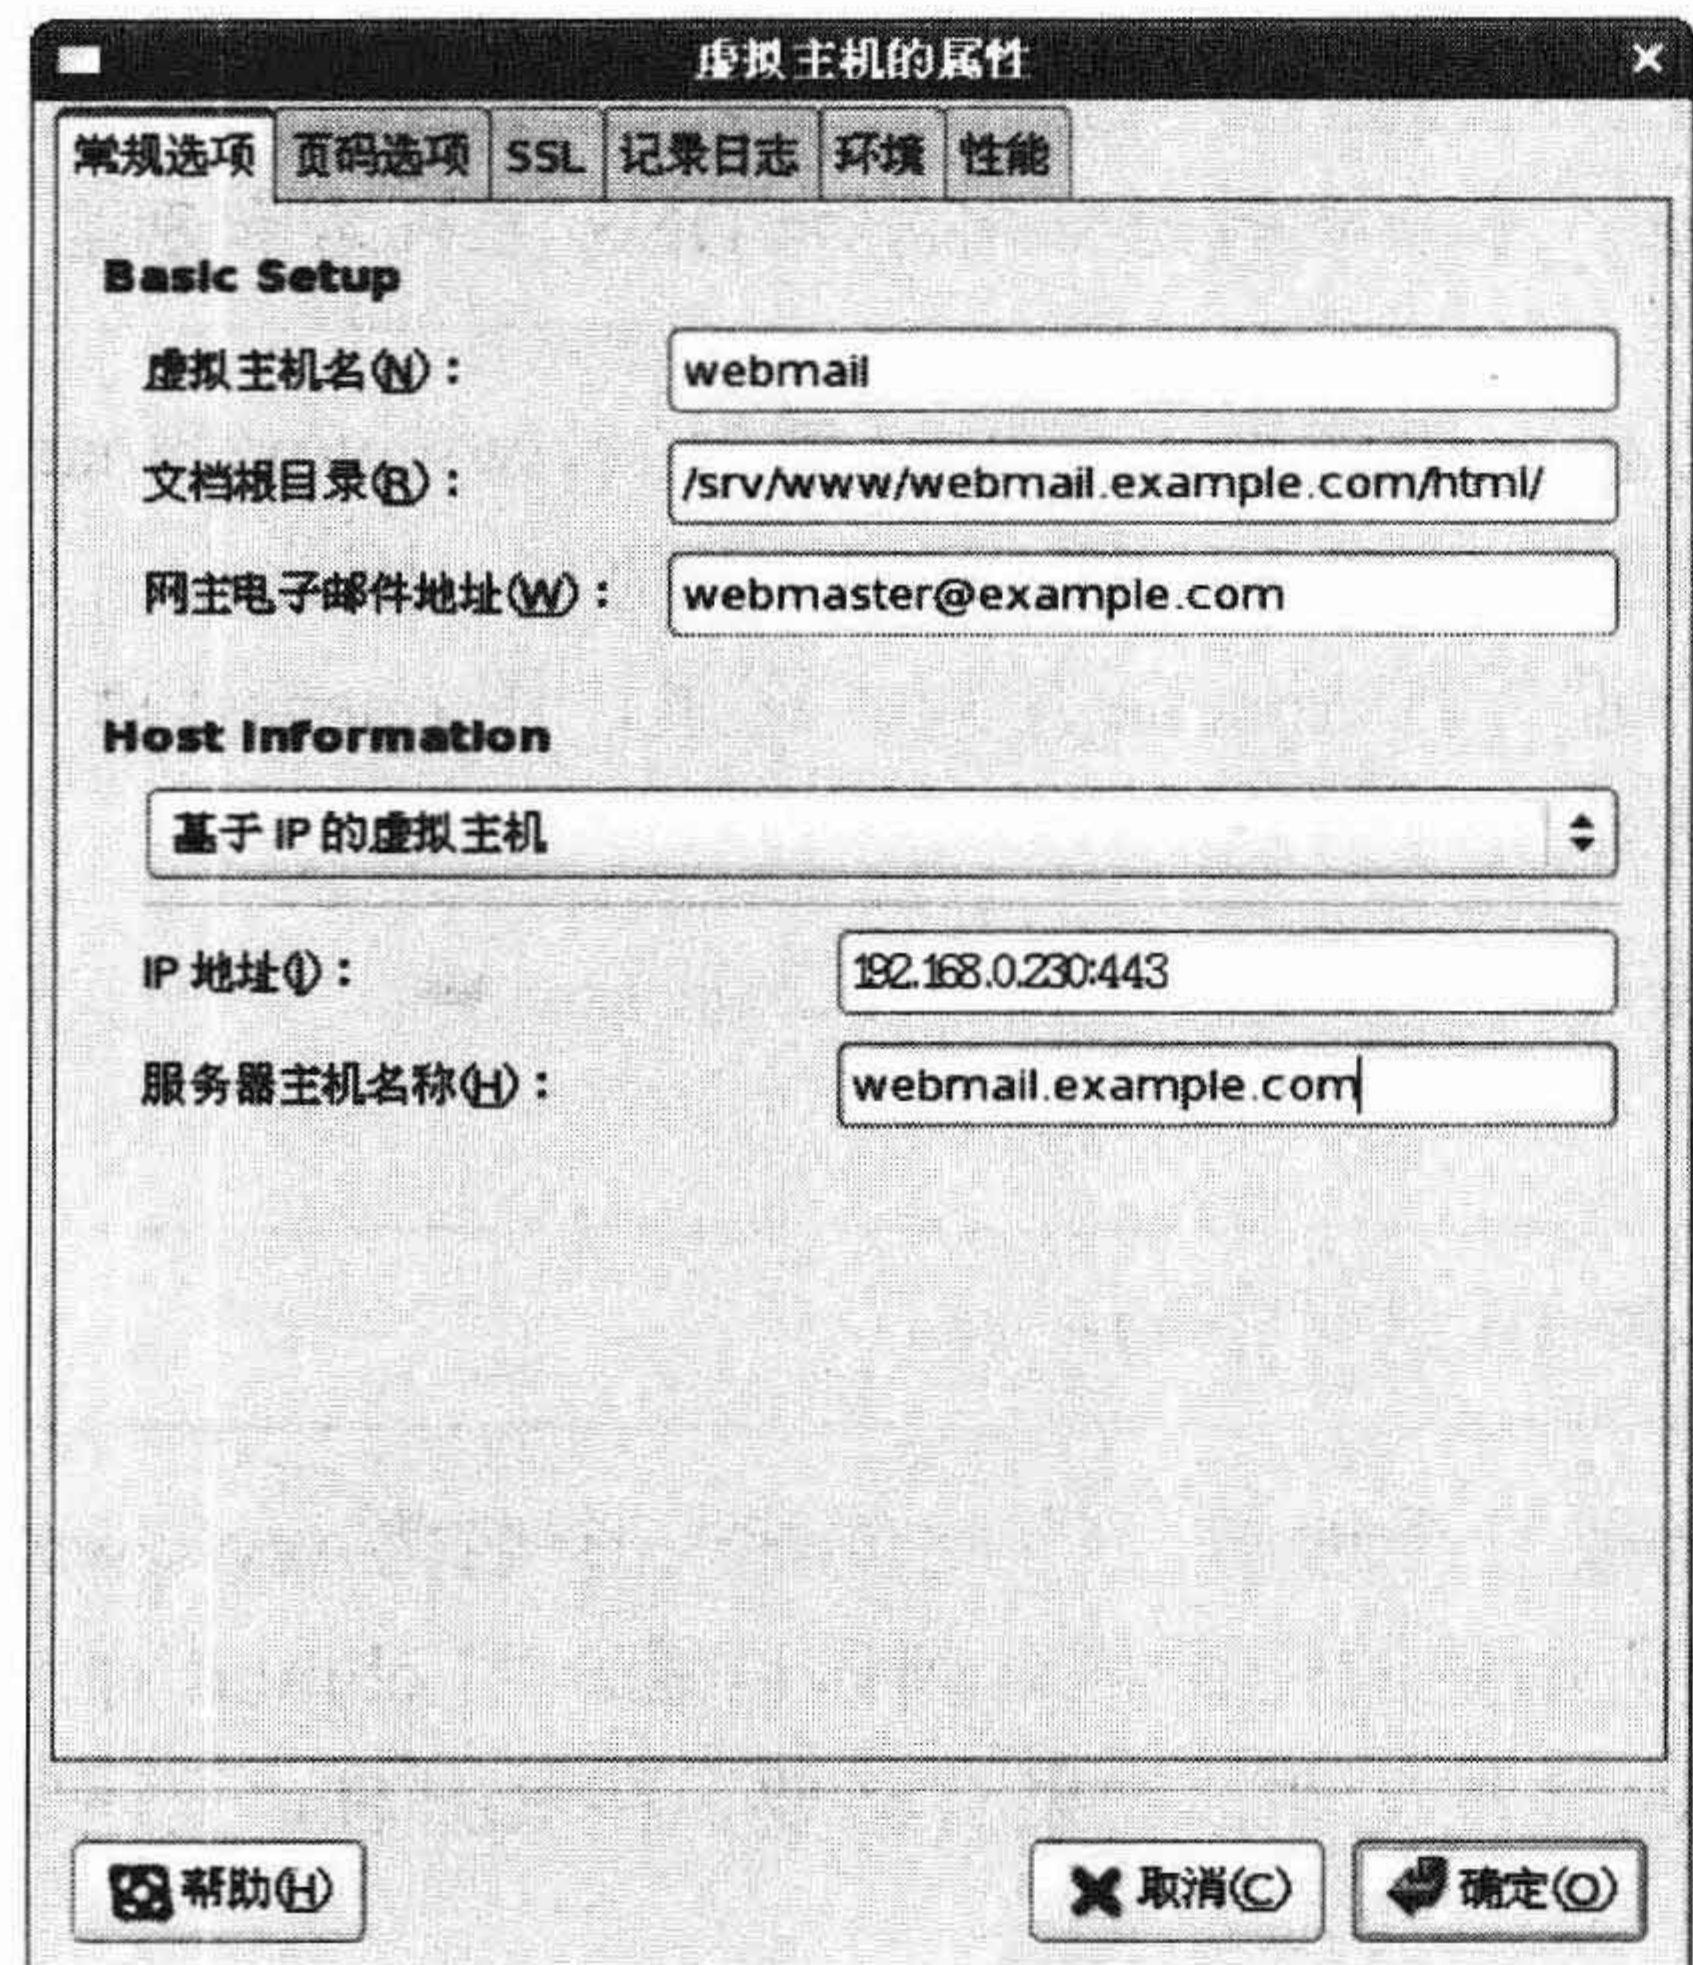 虚拟主机的属性
常规选项 页码选项 SSL 记录日志 环境 性能
Basic Setup
虚拟主机名(N)： webmail
文档根目录(R)： /srv/www/webmail.example.com/html/
网主电子邮件地址(W)： webmaster@example.com
Host Information
基于 IP 的虚拟主机
IP 地址(I)： 192.168.0.230:443
服务器主机名称(H)： webmail.example.com
帮助(H) 取消(C) 确定(O)